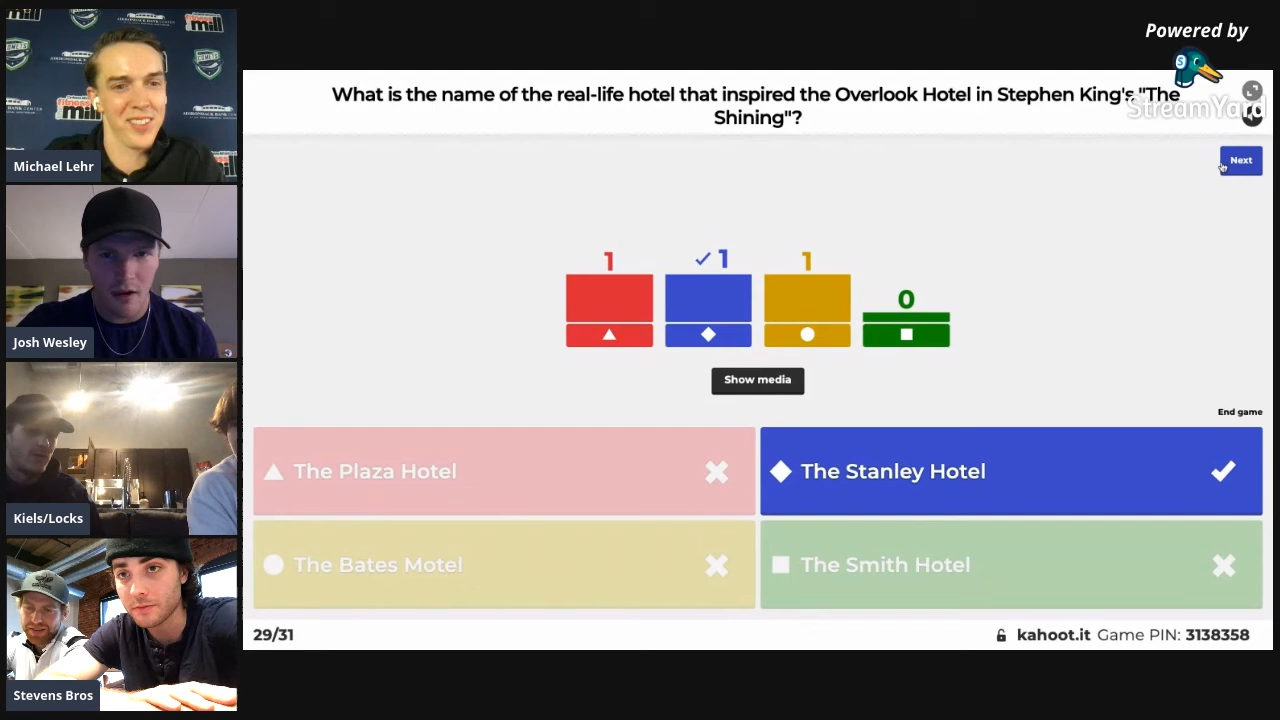 Powered by
StreamYard
What is the name of the real-life hotel that inspired the Overlook Hotel in Stephen King's "The
Shining"?
Next
1
1
1
0
Show media
End game
The Plaza Hotel
The Stanley Hotel
The Bates Motel
The Smith Hotel
29/31
kahoot.it Game PIN: 3138358
mill
fitness
mill
Michael Lehr
Josh Wesley
Kiels/Locks
Stevens Bros